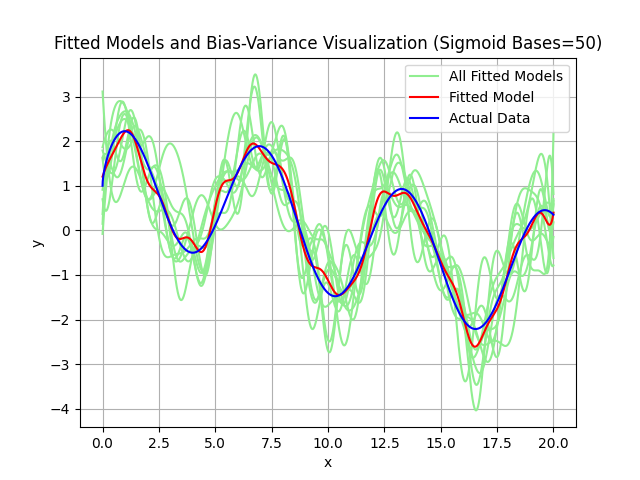 Fitted Models and Bias-Variance Visualization (Sigmoid Bases=50)
All Fitted Models
Fitted Model
Actual Data
3
2
1
0
−1
−2
−3
−4
y
0.0 2.5 5.0 7.5 10.0 12.5 15.0 17.5 20.0
x